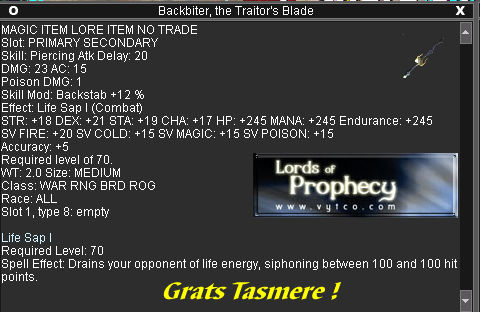 Backbiter, the Traitor's Blade
MAGIC ITEM LORE ITEM NO TRADE
Slot: PRIMARY SECONDARY
Skill: Piercing Atk Delay: 20
DMG: 23 AC: 15
Poison DMG: 1
Skill Mod: Backstab +12 %
Effect: Life Sap I (Combat)
STR: +18 DEX: +21 STA: +19 CHA: +17 HP: +245 MANA: +245 Endurance: +245
SV FIRE: +20 SV COLD: +15 SV MAGIC: +15 SV POISON: +15
Accuracy: +5
Required level of 70.
WT: 2.0 Size: MEDIUM
Class: WAR RNG BRD ROG
Race: ALL
Slot 1, type 8: empty
Lords of
Prophecy
www.vytco.com
Life Sap I
Required Level: 70
Spell Effect: Drains your opponent of life energy, siphoning between 100 and 100 hit
points.
Grats Tasmere !